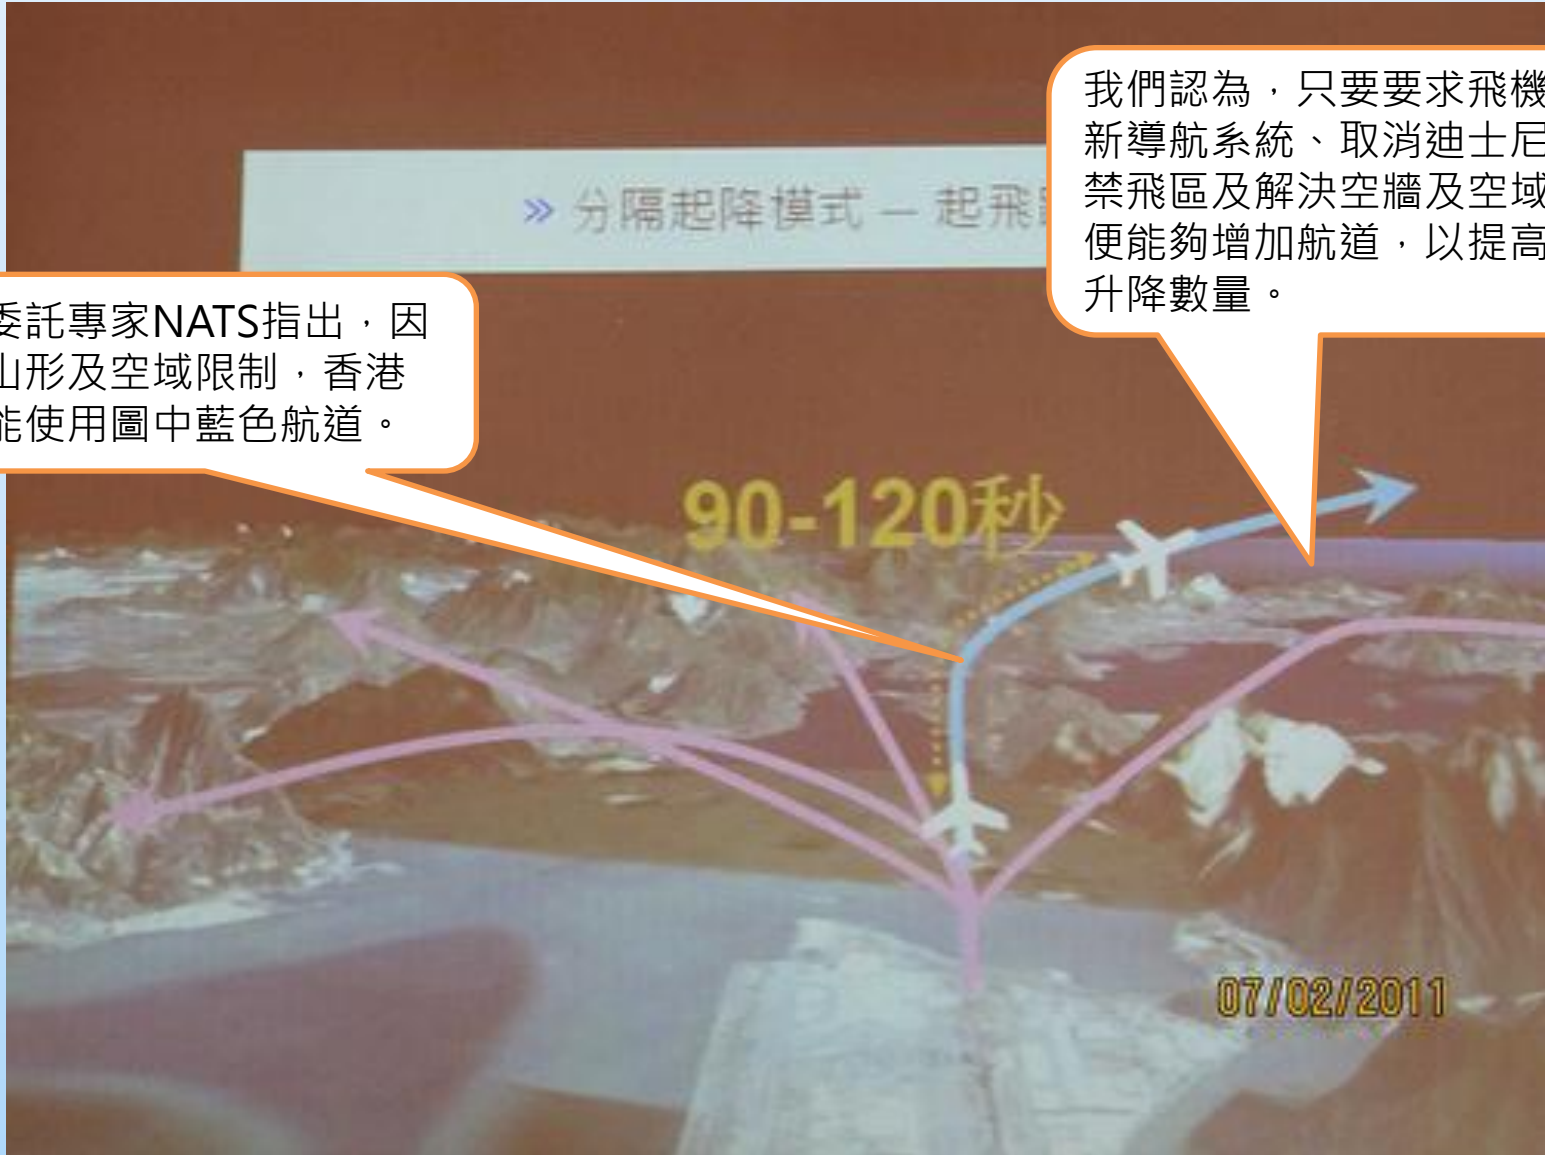 我們認為，只要要求飛機
新導航系統、取消迪士尼
禁飛區及解決空牆及空域
便能夠增加航道，以提高
升降數量。
» 分隔起降模式 — 起飛
委託專家NATS指出，因
山形及空域限制，香港
能使用圖中藍色航道。
90-120秒
07/02/2011